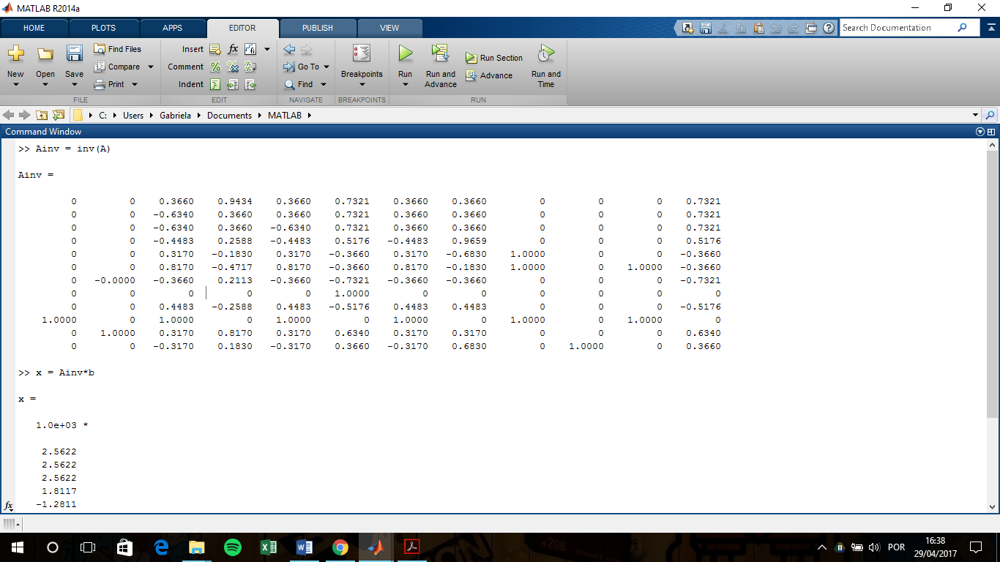 MATLAB R2014a
HOME PLOTS APPS EDITOR PUBLISH VIEW Search Documentation
Find Files Insert fx
New Open Save Compare Comment Go To Breakpoints Run Run and Advance Run Section Advance Run and Time
Print Indent Find
FILE EDIT NAVIGATE BREAKPOINTS RUN
C: Users Gabriela Documents MATLAB
Command Window
>> Ainv = inv(A)
Ainv =
0 0 0.3660 0.9434 0.3660 0.7321 0.3660 0.3660 0 0 0 0.7321
0 0 -0.6340 0.3660 0.3660 0.7321 0.3660 0.3660 0 0 0 0.7321
0 0 -0.6340 0.3660 -0.6340 0.7321 0.3660 0.3660 0 0 0 0.7321
0 0 -0.4483 0.2588 -0.4483 0.5176 -0.4483 0.9659 0 0 0 0.5176
0 0 0.3170 -0.1830 0.3170 -0.3660 0.3170 -0.6830 1.0000 0 0 -0.3660
0 0 0.8170 -0.4717 0.8170 -0.3660 0.8170 -0.1830 1.0000 0 1.0000 -0.3660
0 -0.0000 -0.3660 0.2113 -0.3660 -0.7321 -0.3660 -0.3660 0 0 0 -0.7321
0 0 0 0 0 1.0000 0 0 0 0 0 0
0 0 0.4483 -0.2588 0.4483 -0.5176 0.4483 0.4483 0 0 0 -0.5176
1.0000 0 1.0000 0 1.0000 0 1.0000 0 1.0000 0 1.0000 0
0 1.0000 0.3170 0.8170 0.3170 0.6340 0.3170 0.3170 0 0 0 0.6340
0 0 -0.3170 0.1830 -0.3170 0.3660 -0.3170 0.6830 0 1.0000 0 0.3660
>> x = Ainv*b
x =
1.0e+03 *
2.5622
2.5622
2.5622
1.8117
-1.2811
fx
POR 16:38
29/04/2017